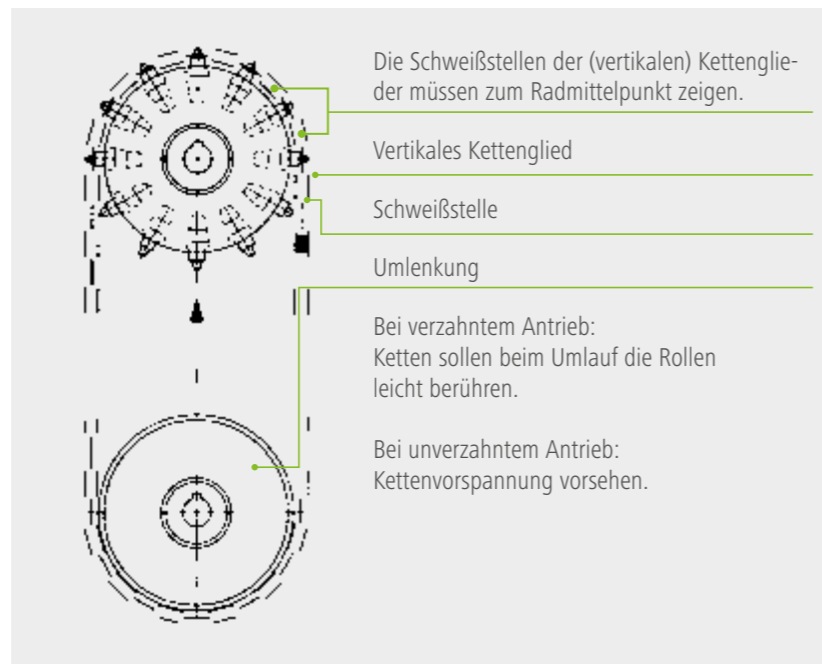 Die Schweißstellen der (vertikalen) Kettenglie-
der müssen zum Radmittelpunkt zeigen.
Vertikales Kettenglied
Schweißstelle
Umlenkung
Bei verzahntem Antrieb:
Ketten sollen beim Umlauf die Rollen
leicht berühren.
Bei unverzahntem Antrieb:
Kettenvorspannung vorsehen.